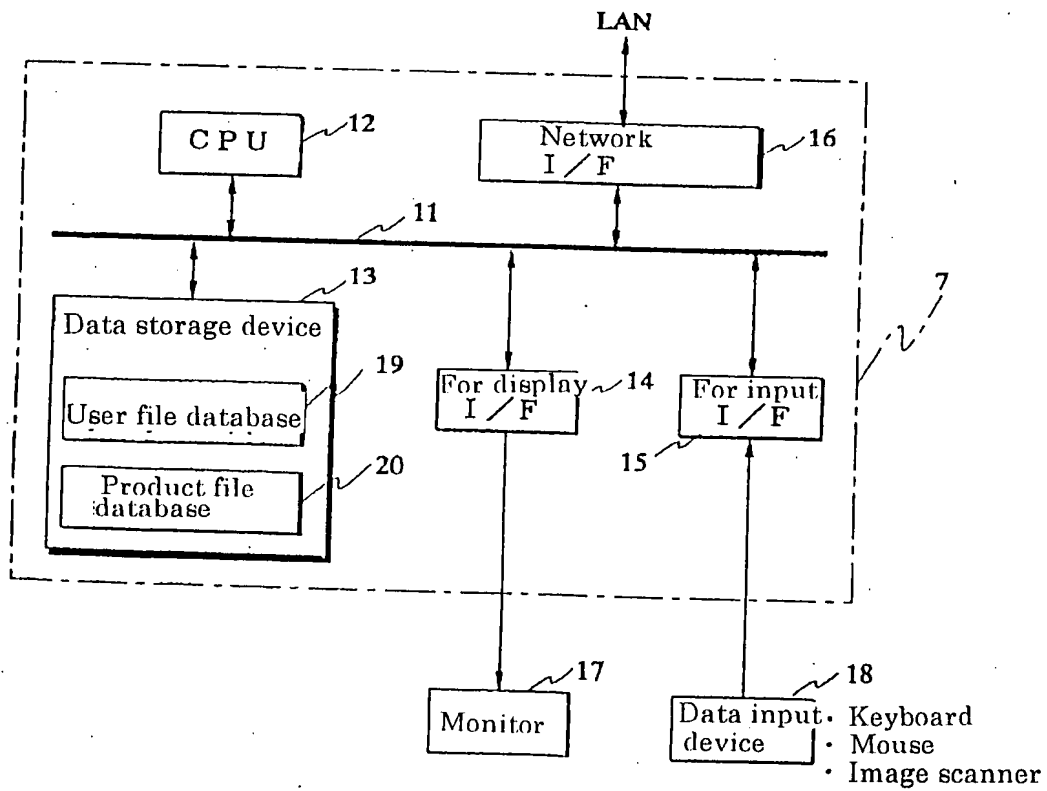 LAN
CPU
12
Network
I/F
16
11
13
Data storage device
19
User file database
20
Product file
database
For display
I/F
14
For input
I/F
15
7
17
Monitor
18
Data input
device
· Keyboard
· Mouse
· Image scanner